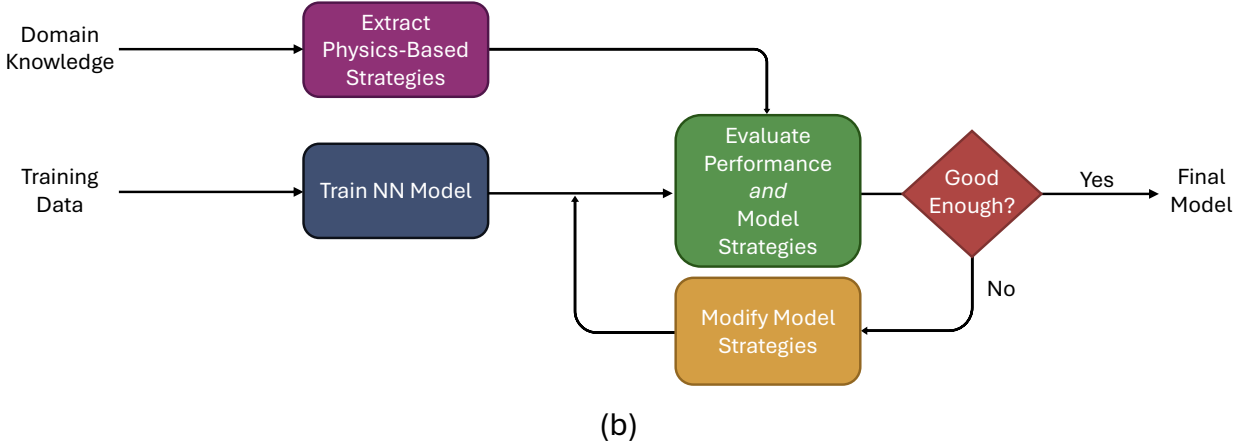 Domain
Knowledge
Extract
Physics-Based
Strategies
Training
Data
Train NN Model
Evaluate
Performance
and
Model
Strategies
Good
Enough?
Yes
Final
Model
No
Modify Model
Strategies
(b)